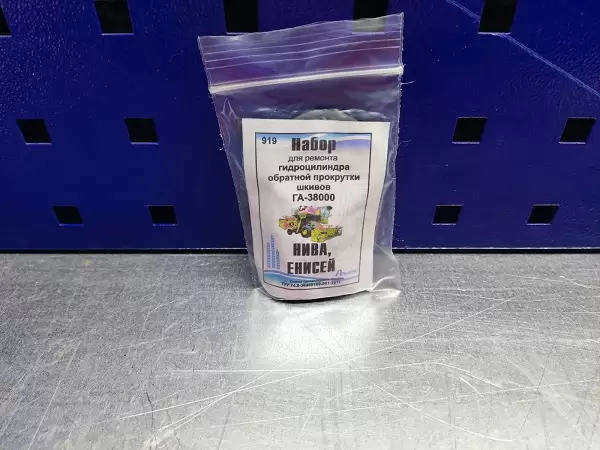 919
Набор
для ремонта
гидроцилиндра
обратной прокрутки
шкивов
ГА-38000
НИВА,
ЕНИСЕЙ